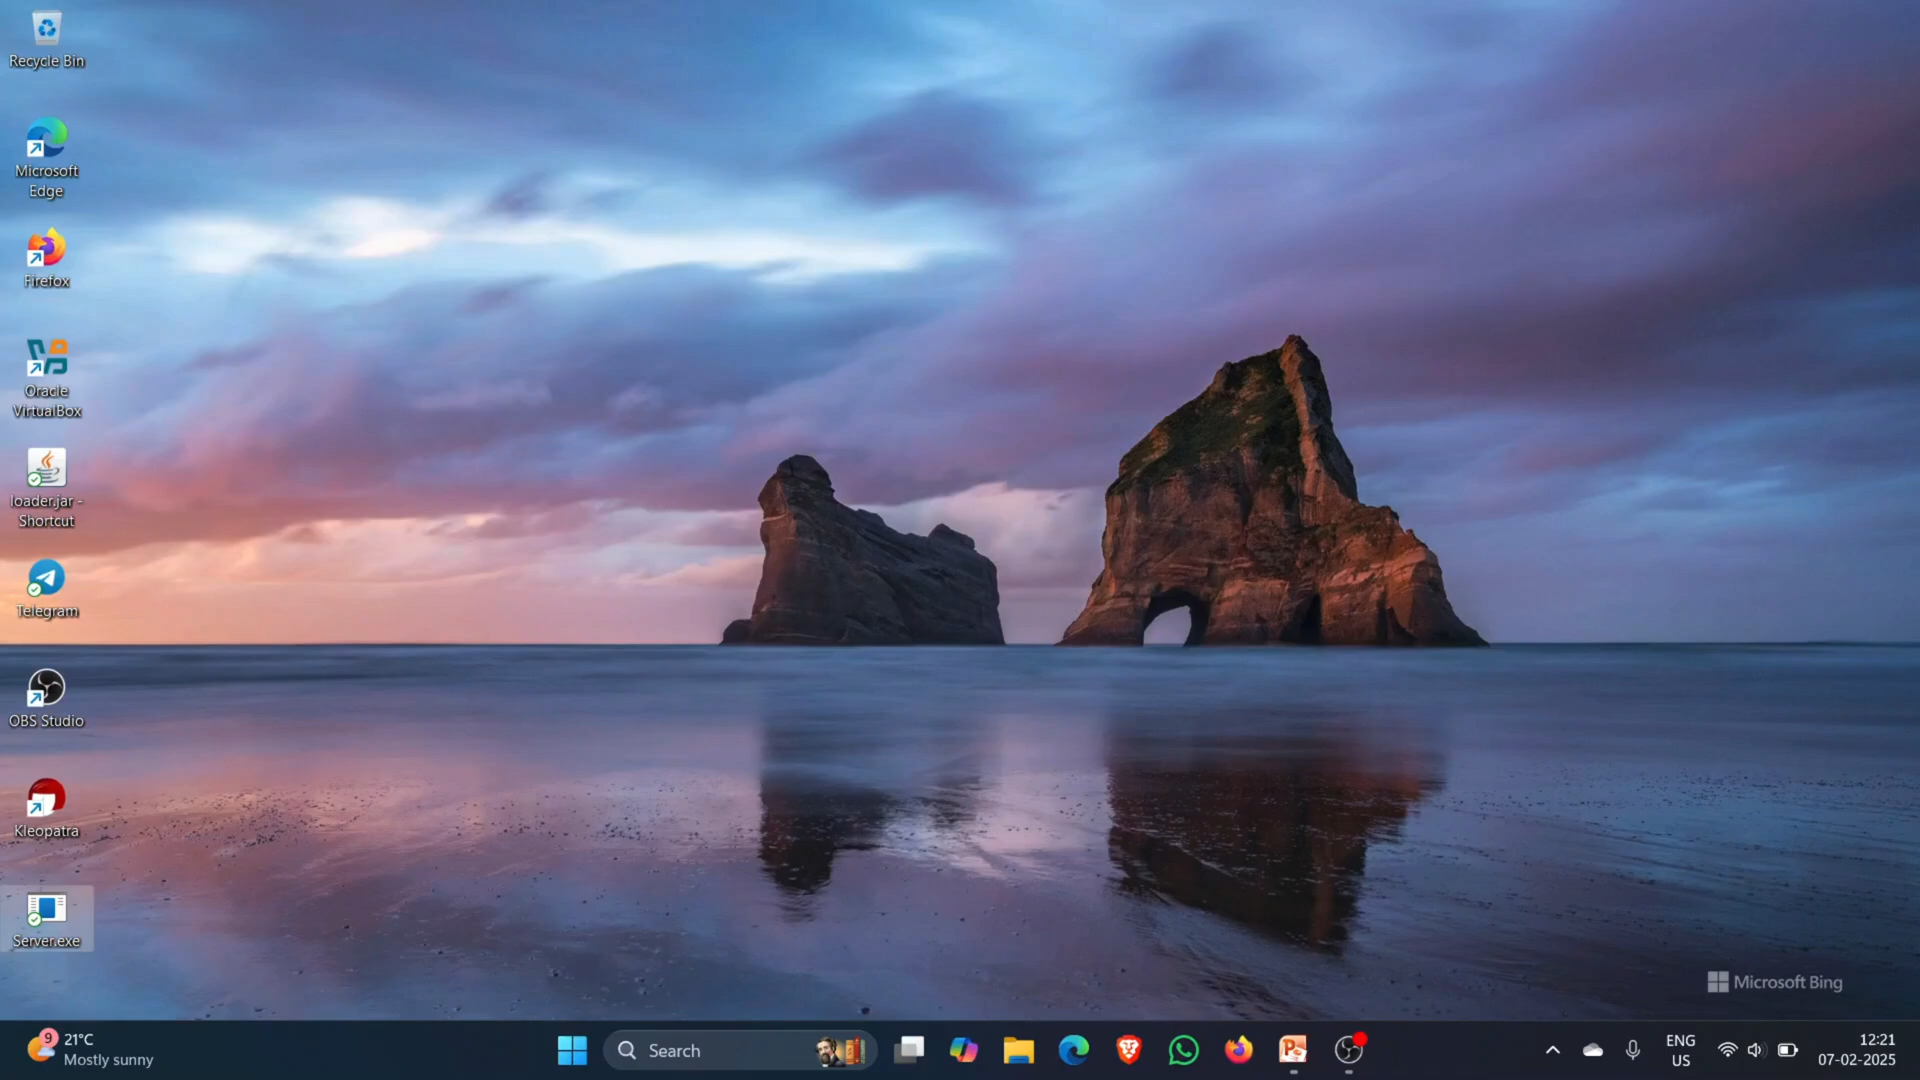 Recycle Bin
Microsoft
Edge
Firefox
Oracle
VirtualBox
loader.jar -
Shortcut
Telegram
OBS Studio
Kleopatra
Server.exe
Microsoft Bing
9
21°C
Mostly sunny
Search
ENG
US
12:21
07-02-2025